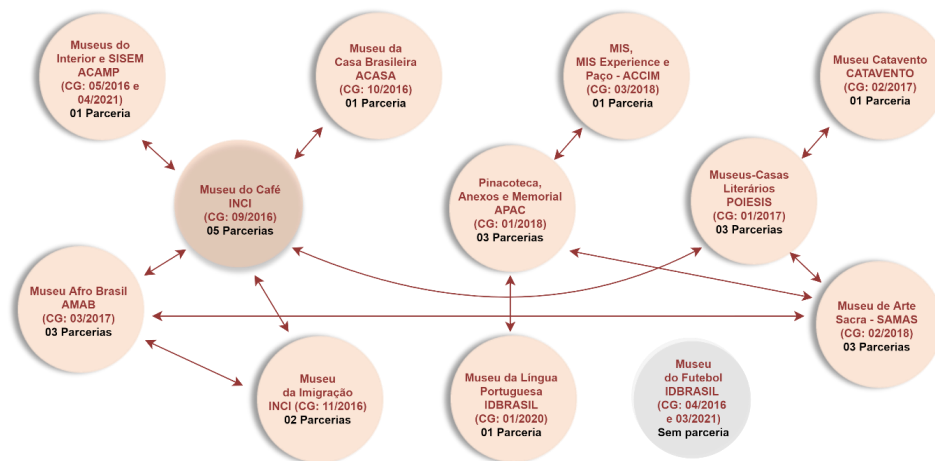 Museus do
Interior e SISEM
ACAMP
(CG: 05/2016 e
04/2021)
01 Parceria
Museu da
Casa Brasileira
ACASA
(CG: 10/2016)
01 Parceria
MIS,
MIS Experience e
Paço - ACCIM
(CG: 03/2018)
01 Parceria
Museu Catavento
CATAVENTO
(CG: 02/2017)
01 Parceria
Museu do Café
INCI
(CG: 09/2016)
05 Parcerias
Pinacoteca,
Anexos e Memorial
APAC
(CG: 01/2018)
03 Parcerias
Museus-Casas
Literários
POIESIS
(CG: 01/2017)
03 Parcerias
Museu Afro Brasil
AMAB
(CG: 03/2017)
03 Parcerias
Museu de Arte
Sacra - SAMAS
(CG: 02/2018)
03 Parcerias
Museu
da Imigração
INCI (CG: 11/2016)
02 Parcerias
Museu da Língua
Portuguesa
IDBRASIL
(CG: 01/2020)
01 Parceria
Museu
do Futebol
IDBRASIL
(CG: 04/2016
e 03/2021)
Sem parceria